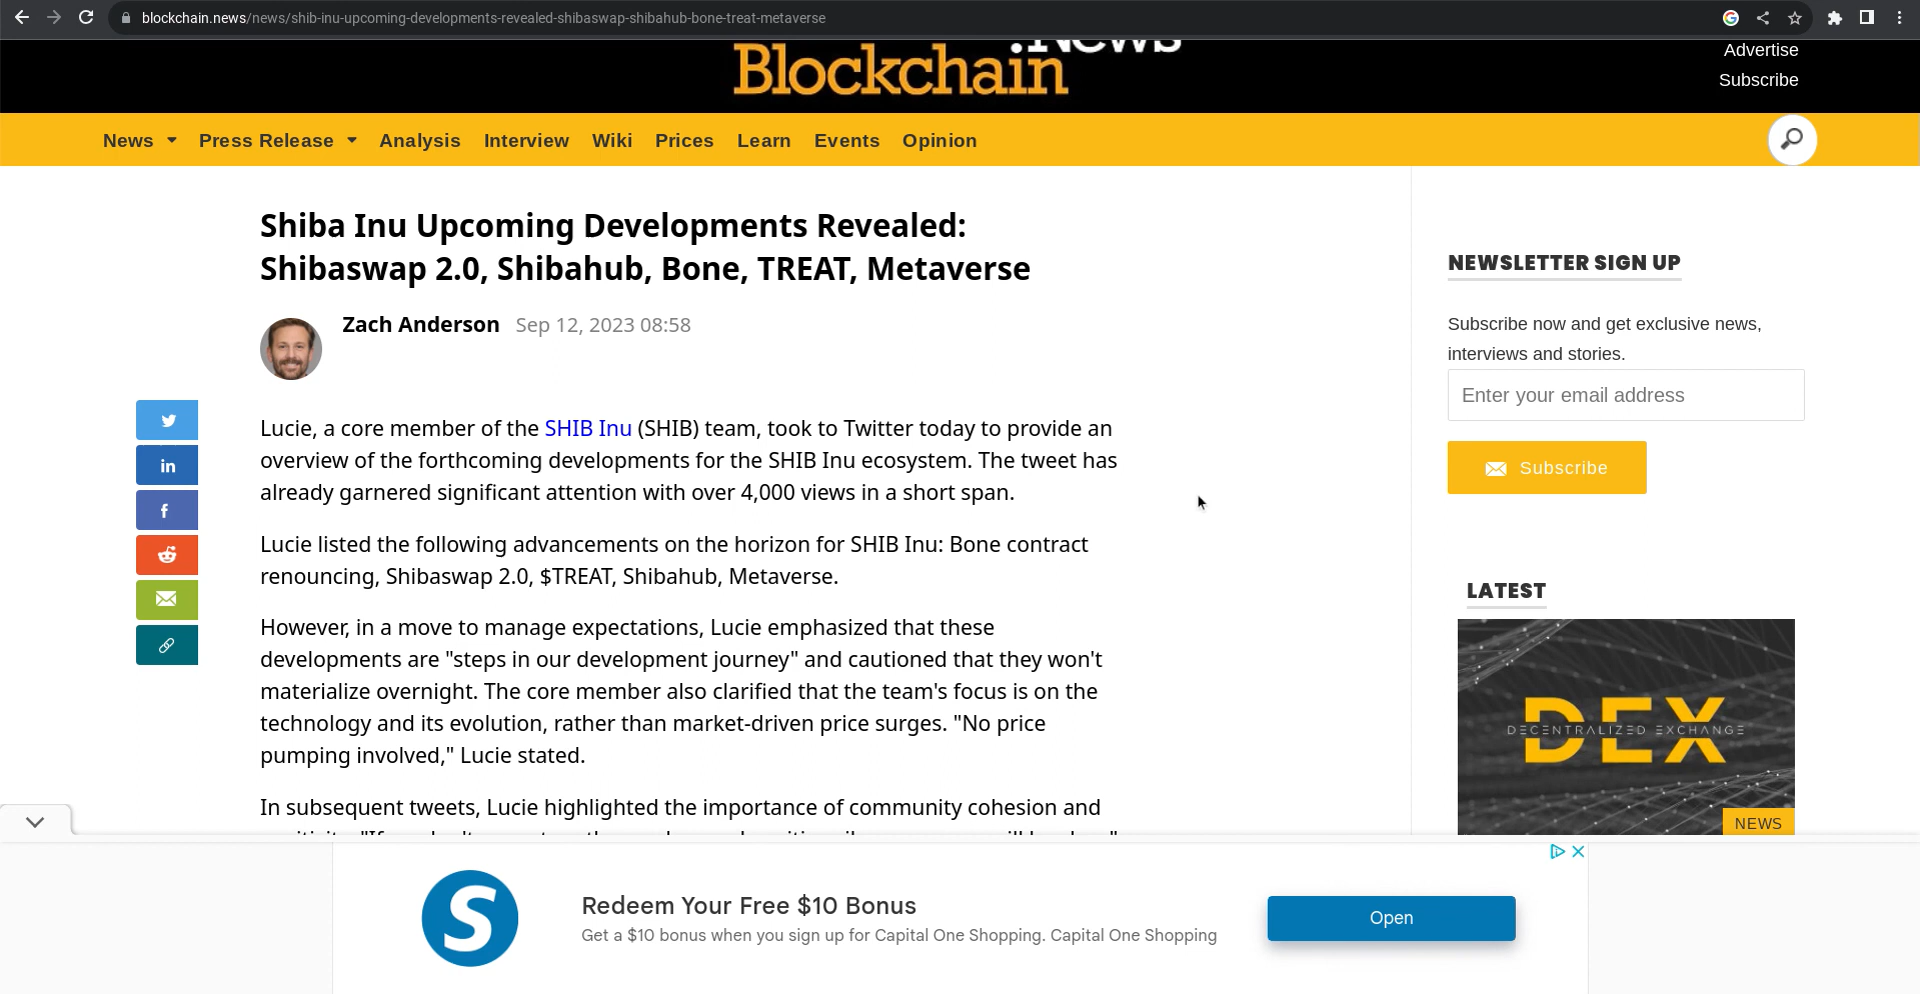 blockchain.news/news/shib-inu-upcoming-developments-revealed-shibaswap-shibahub-bone-treat-metaverse
.News
Blockchain
Advertise
Subscribe
News
Press Release
Analysis
Interview
Wiki
Prices
Learn
Events
Opinion
Shiba Inu Upcoming Developments Revealed:
Shibaswap 2.0, Shibahub, Bone, TREAT, Metaverse
Zach Anderson Sep 12, 2023 08:58
Lucie, a core member of the SHIB Inu (SHIB) team, took to Twitter today to provide an
overview of the forthcoming developments for the SHIB Inu ecosystem. The tweet has
already garnered significant attention with over 4,000 views in a short span.
Lucie listed the following advancements on the horizon for SHIB Inu: Bone contract
renouncing, Shibaswap 2.0, $TREAT, Shibahub, Metaverse.
However, in a move to manage expectations, Lucie emphasized that these
developments are "steps in our development journey" and cautioned that they won't
materialize overnight. The core member also clarified that the team's focus is on the
technology and its evolution, rather than market-driven price surges. "No price
pumping involved," Lucie stated.
In subsequent tweets, Lucie highlighted the importance of community cohesion and
NEWSLETTER SIGN UP
Subscribe now and get exclusive news,
interviews and stories.
Enter your email address
Subscribe
LATEST
DEX
DECENTRALIZED EXCHANGE
NEWS
S
Redeem Your Free $10 Bonus
Get a $10 bonus when you sign up for Capital One Shopping. Capital One Shopping
Open